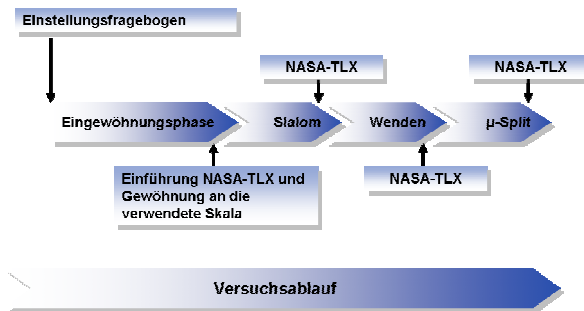 Einstellungsfragebogen
NASA-TLX
NASA-TLX
Eingewöhnungsphase
Slalom
Wenden
µ-Split
Einführung NASA-TLX und
Gewöhnung an die
verwendete Skala
NASA-TLX
Versuchsablauf